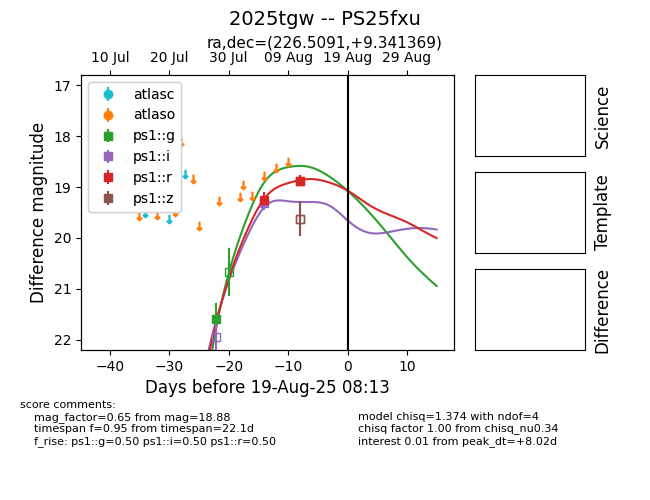 2025tgw -- PS25fxu
ra,dec=(226.5091,+9.341369)
10 Jul 20 Jul 30 Jul 09 Aug 19 Aug 29 Aug
atlasc
atlaso
ps1::g
ps1::i
ps1::r
ps1::z
17
18
19
20
21
22
Difference magnitude
−40 −30 −20 −10 0 10
Days before 19-Aug-25 08:13
Science
Template
Difference
score comments:
mag_factor=0.65 from mag=18.88
timespan f=0.95 from timespan=22.1d
f_rise: ps1::g=0.50 ps1::i=0.50 ps1::r=0.50
model chisq=1.374 with ndof=4
chisq factor 1.00 from chisq_nu0.34
interest 0.01 from peak_dt=+8.02d